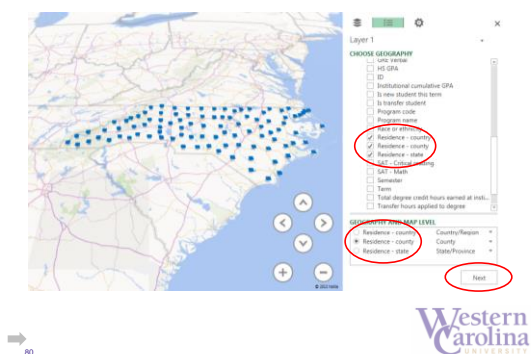 Layer 1
CHOOSE GEOGRAPHY
GRE Verbal
HS GPA
ID
Institutional cumulative GPA
Is new student this term
Is transfer student
Program code
Program name
Race or ethnicity
Residence - country
Residence - county
Residence - state
SAT - Critical reading
SAT - Math
Semester
Term
Total degree credit hours earned at insti...
Transfer hours applied to degree
GEOGRAPHY AND MAP LEVEL
Residence - country Country/Region
Residence - county County
Residence - state State/Province
Next
Western
Carolina
UNIVERSITY
80